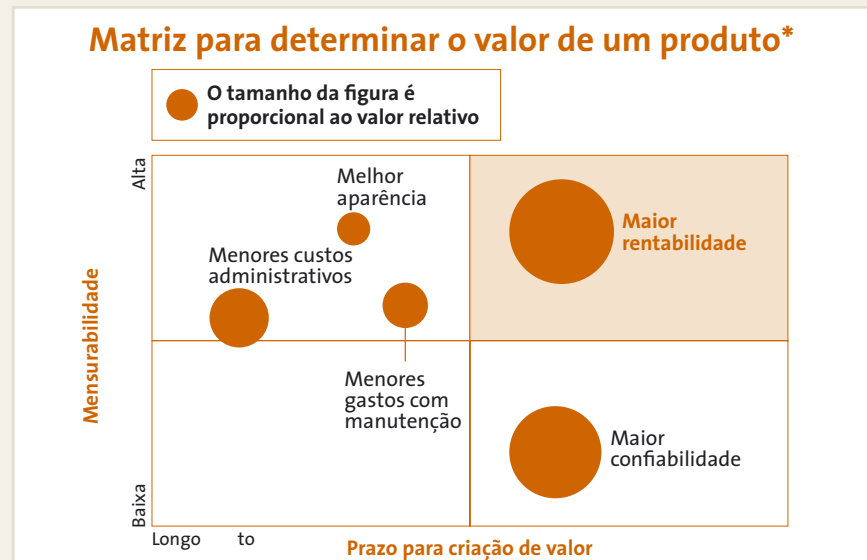 Matriz para determinar o valor de um produto*
O tamanho da figura é
proporcional ao valor relativo
Alta
Melhor
aparência
Maior
rentabilidade
Menores custos
administrativos
Mensurabilidade
Menores
gastos com
manutenção
Maior
confiabilidade
Baixa
Longo to
Prazo para criação de valor